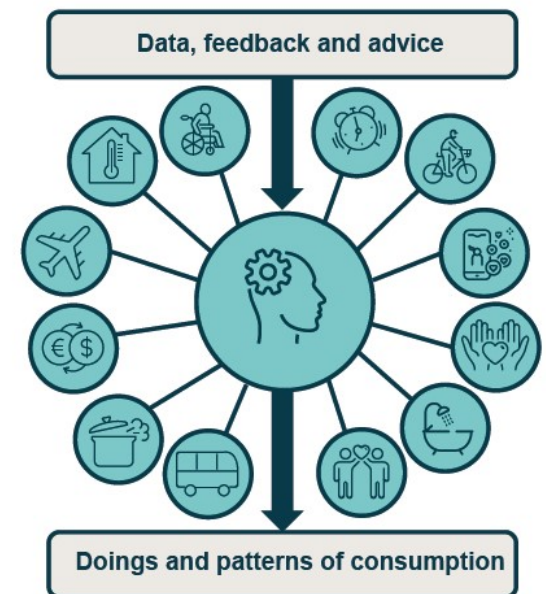 Data, feedback and advice
€ $
Doings and patterns of consumption